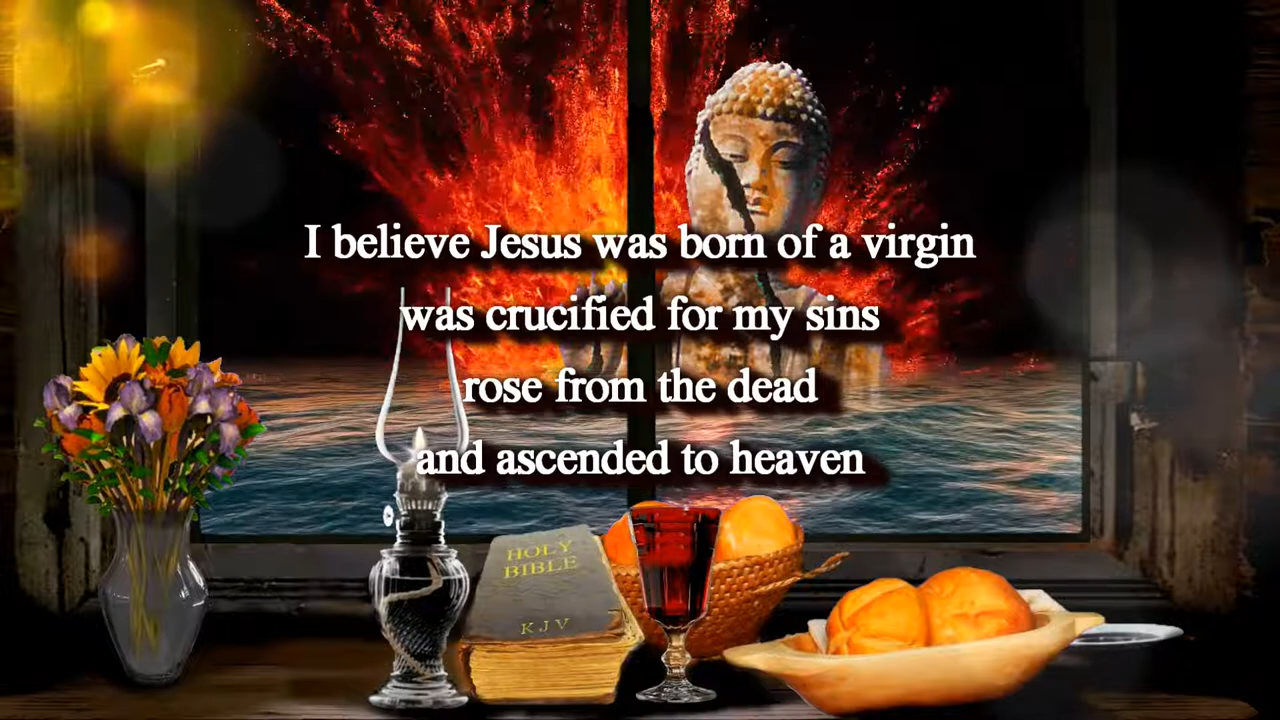 I believe Jesus was born of a virgin
was crucified for my sins
rose from the dead
and ascended to heaven
HOLY
BIBLE
KJV